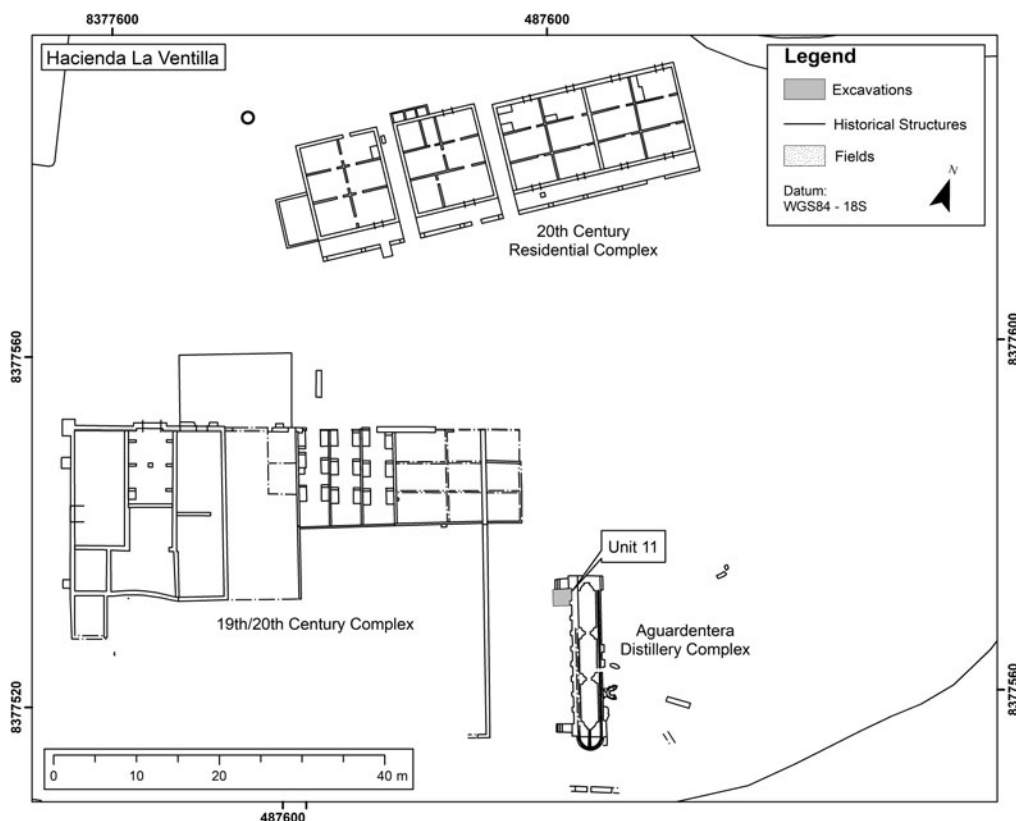 8377600
487600
Hacienda La Ventilla
Legend
Excavations
Historical Structures
Fields
Datum:
WGS84 - 18S
N
20th Century
Residential Complex
8377560
8377600
Unit 11
19th/20th Century Complex
Aguardentera
Distillery Complex
8377520
8377560
0 10 20 40 m
487600